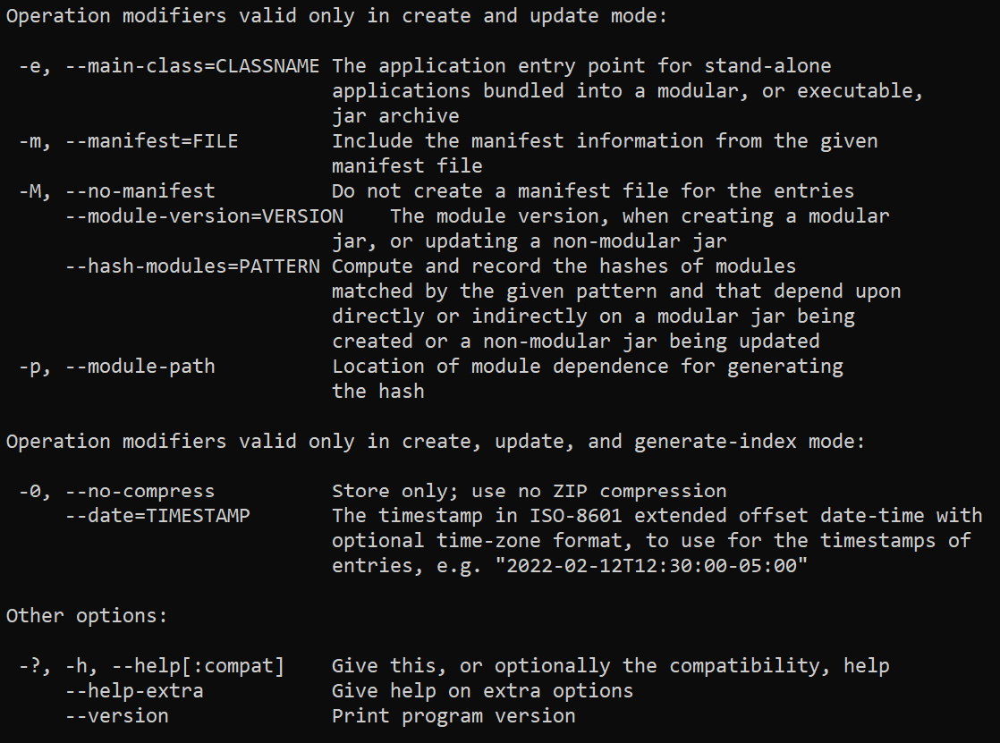 Operation modifiers valid only in create and update mode:

 -e, --main-class=CLASSNAME The application entry point for stand-alone
                            applications bundled into a modular, or executable,
                            jar archive
 -m, --manifest=FILE        Include the manifest information from the given
                            manifest file
 -M, --no-manifest          Do not create a manifest file for the entries
     --module-version=VERSION    The module version, when creating a modular
                            jar, or updating a non-modular jar
     --hash-modules=PATTERN Compute and record the hashes of modules
                            matched by the given pattern and that depend upon
                            directly or indirectly on a modular jar being
                            created or a non-modular jar being updated
 -p, --module-path          Location of module dependence for generating
                            the hash

Operation modifiers valid only in create, update, and generate-index mode:

 -0, --no-compress          Store only; use no ZIP compression
     --date=TIMESTAMP       The timestamp in ISO-8601 extended offset date-time with
                            optional time-zone format, to use for the timestamps of
                            entries, e.g. "2022-02-12T12:30:00-05:00"

Other options:

 -?, -h, --help[:compat]    Give this, or optionally the compatibility, help
     --help-extra           Give help on extra options
     --version              Print program version